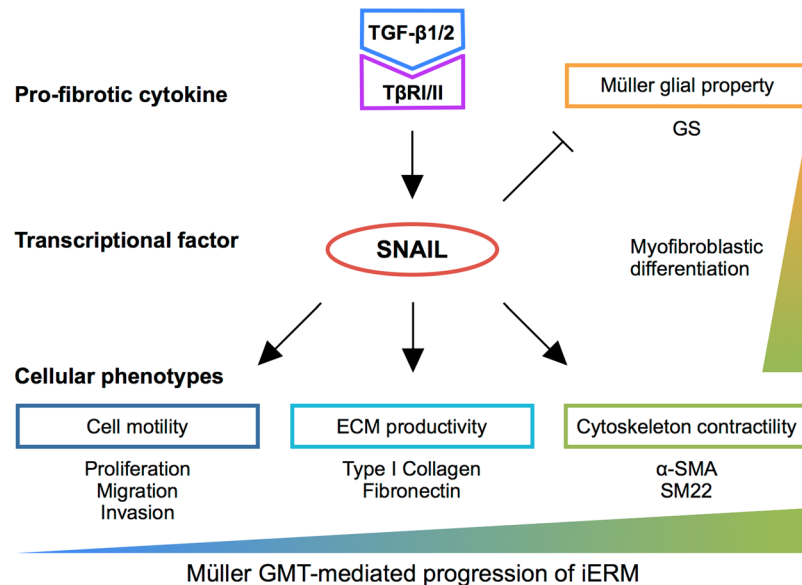 TGF-β1/2
TβRI/II
Pro-fibrotic cytokine
Müller glial property
GS
Transcriptional factor
SNAIL
Myofibroblastic
differentiation
Cellular phenotypes
Cell motility
ECM productivity
Cytoskeleton contractility
Proliferation
Migration
Invasion
Type I Collagen
Fibronectin
α-SMA
SM22
Müller GMT-mediated progression of iERM